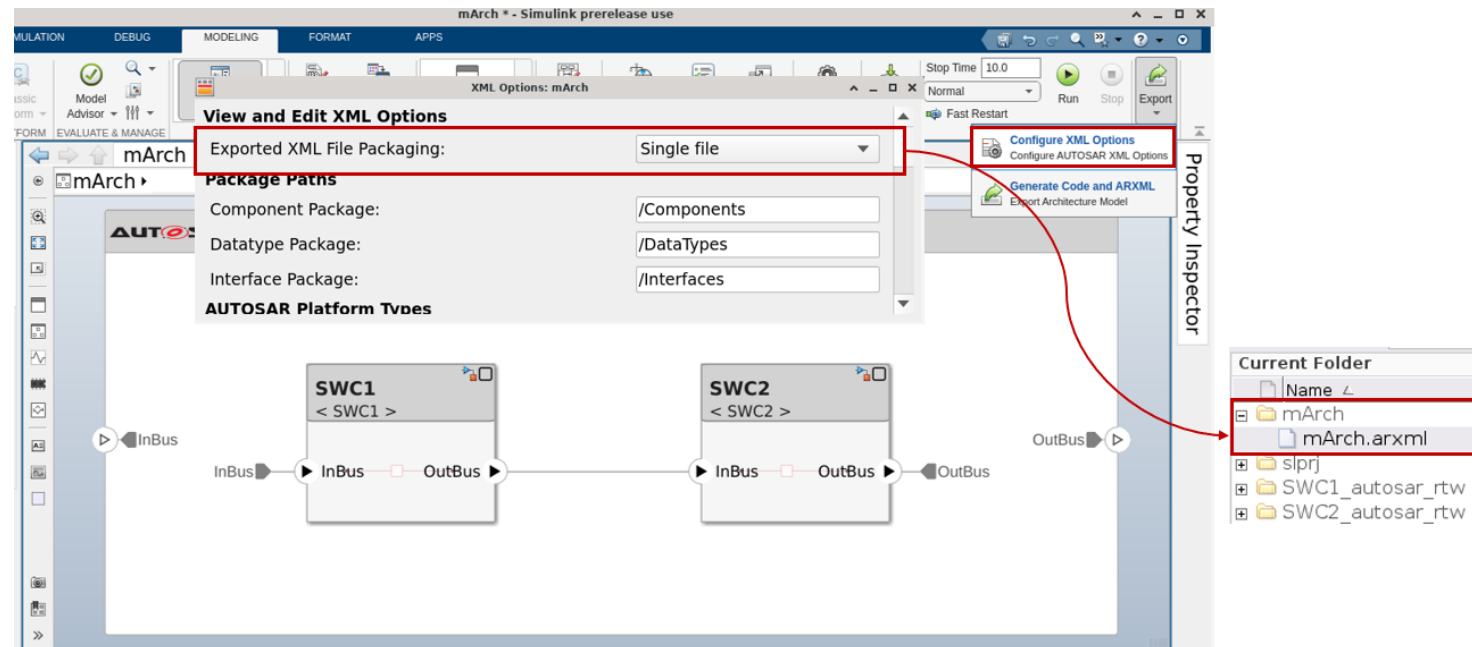 mArch * - Simulink prerelease use
MULATION DEBUG MODELING FORMAT APPS
Stop Time 10.0
Normal
Fast Restart
Model
Advisor
Run Stop Export
EVALUATE & MANAGE
XML Options: mArch
View and Edit XML Options
Exported XML File Packaging: Single file
Package Paths
Component Package: /Components
Datatype Package: /DataTypes
Interface Package: /Interfaces
AUTOSAR Platform Types
Configure XML Options
Configure AUTOSAR XML Options
Generate Code and ARXML
Export Architecture Model
Property Inspector
mArch
mArch
SWC1
< SWC1 >
SWC2
< SWC2 >
InBus
OutBus
InBus
InBus OutBus
InBus OutBus
OutBus
Current Folder
Name
mArch
mArch.arxml
slprj
SWC1_autosar_rtw
SWC2_autosar_rtw